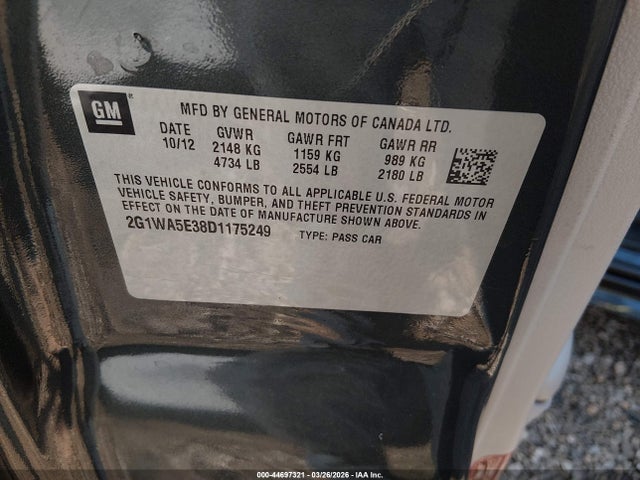 GM
MFD BY GENERAL MOTORS OF CANADA LTD.
DATE GVWR GAWR FRT GAWR RR
10/12 2148 KG 1159 KG 989 KG
4734 LB 2554 LB 2180 LB
THIS VEHICLE CONFORMS TO ALL APPLICABLE U.S. FEDERAL MOTOR
VEHICLE SAFETY, BUMPER, AND THEFT PREVENTION STANDARDS IN
EFFECT ON THE DATE OF MANUFACTURE SHOWN ABOVE.
2G1WA5E38D1175249 TYPE: PASS CAR
000-44697321 | 03/26/2026 | IAA Inc.